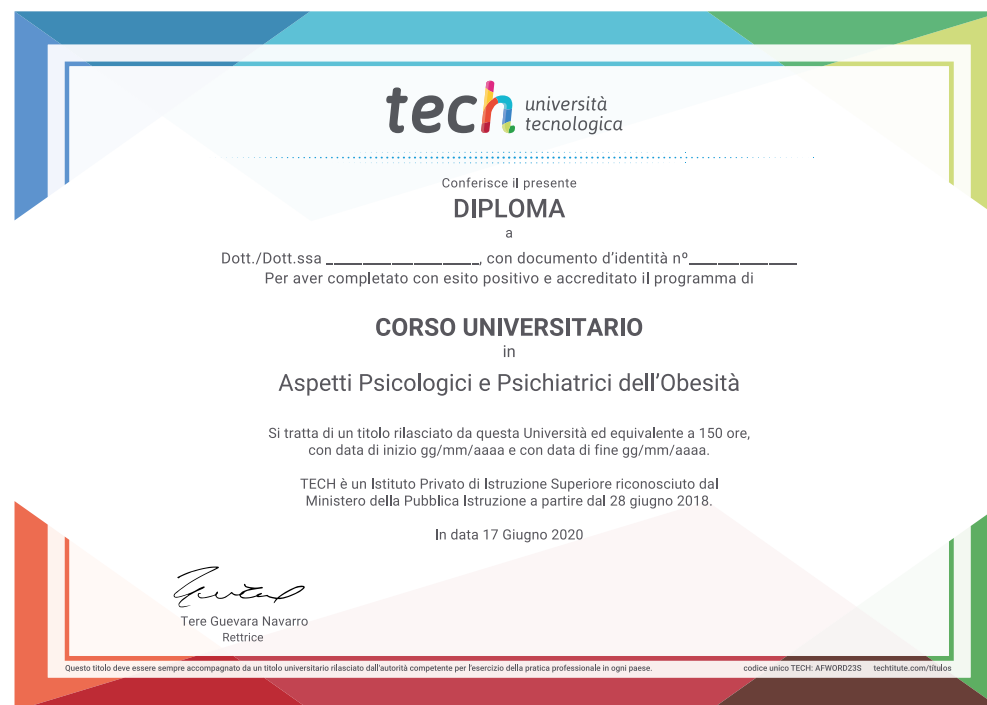 tech università
tecnologica
Conferisce il presente
DIPLOMA
a
Dott./Dott.ssa ____________________, con documento d'identità nº______________
Per aver completato con esito positivo e accreditato il programma di
CORSO UNIVERSITARIO
in
Aspetti Psicologici e Psichiatrici dell'Obesità
Si tratta di un titolo rilasciato da questa Università ed equivalente a 150 ore,
con data di inizio gg/mm/aaaa e con data di fine gg/mm/aaaa.
TECH è un Istituto Privato di Istruzione Superiore riconosciuto dal
Ministero della Pubblica Istruzione a partire dal 28 giugno 2018.
In data 17 Giugno 2020
Tere Guevara Navarro
Rettrice
Questo titolo deve essere sempre accompagnato da un titolo universitario rilasciato dall'autorità competente per l'esercizio della pratica professionale in ogni paese.
codice unico TECH: AFWORD23S techtitute.com/títulos